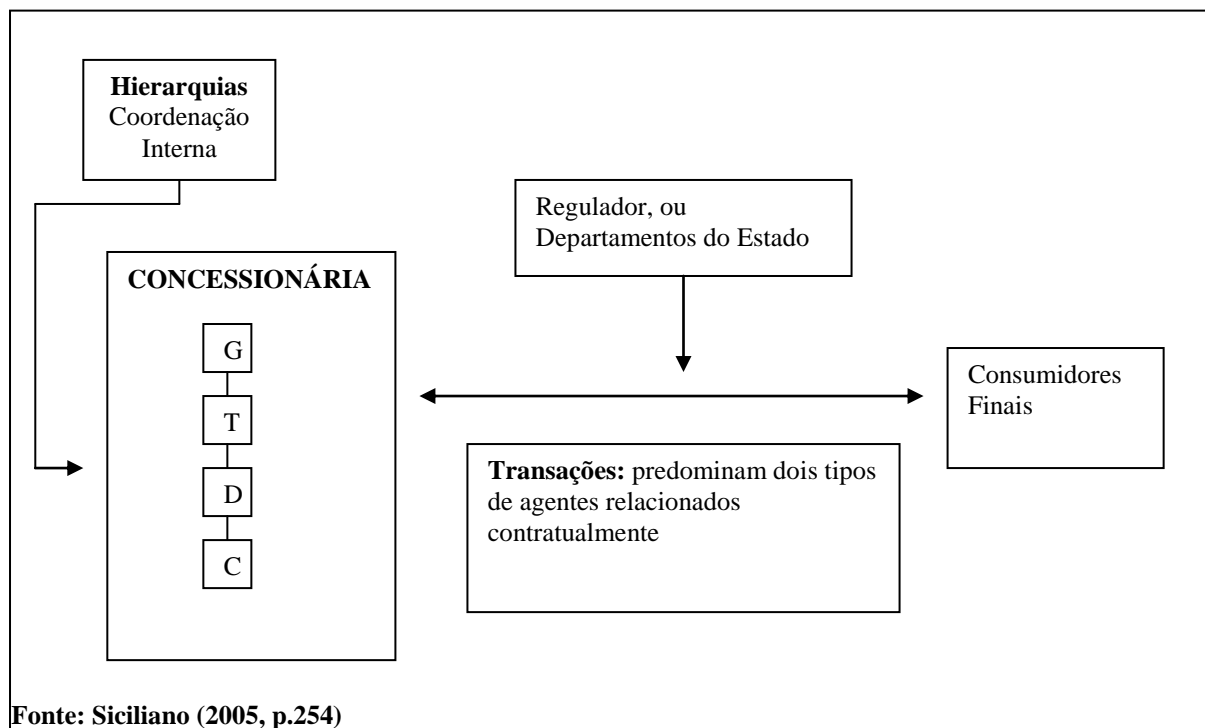 Hierarquias
Coordenação
Interna
Regulador, ou
Departamentos do Estado
CONCESSIONÁRIA
G
T
D
C
Consumidores
Finais
Transações: predominam dois tipos
de agentes relacionados
contratualmente
Fonte: Siciliano (2005, p.254)